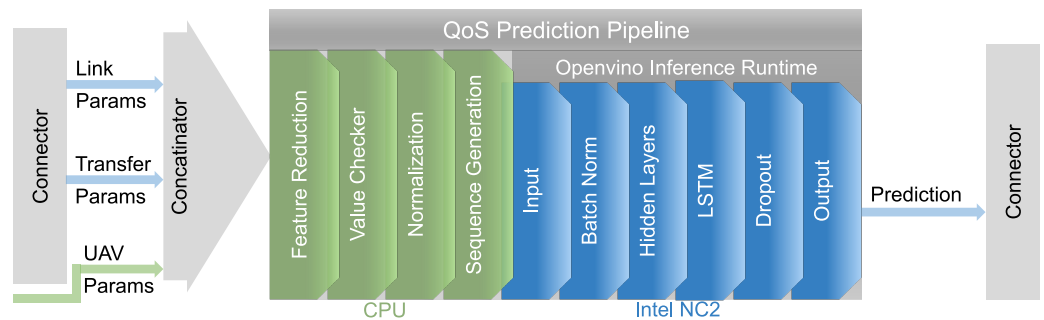 Connector
Link
Params
Transfer
Params
UAV
Params
Concatinator
QoS Prediction Pipeline
Openvino Inference Runtime
Feature Reduction
Value Checker
Normalization
Sequence Generation
Input
Batch Norm
Hidden Layers
LSTM
Dropout
Output
CPU
Intel NC2
Prediction
Connector